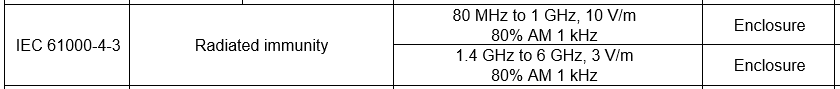 IEC 61000-4-3
Radiated immunity
80 MHz to 1 GHz, 10 V/m
80% AM 1 kHz
Enclosure
1.4 GHz to 6 GHz, 3 V/m
80% AM 1 kHz
Enclosure